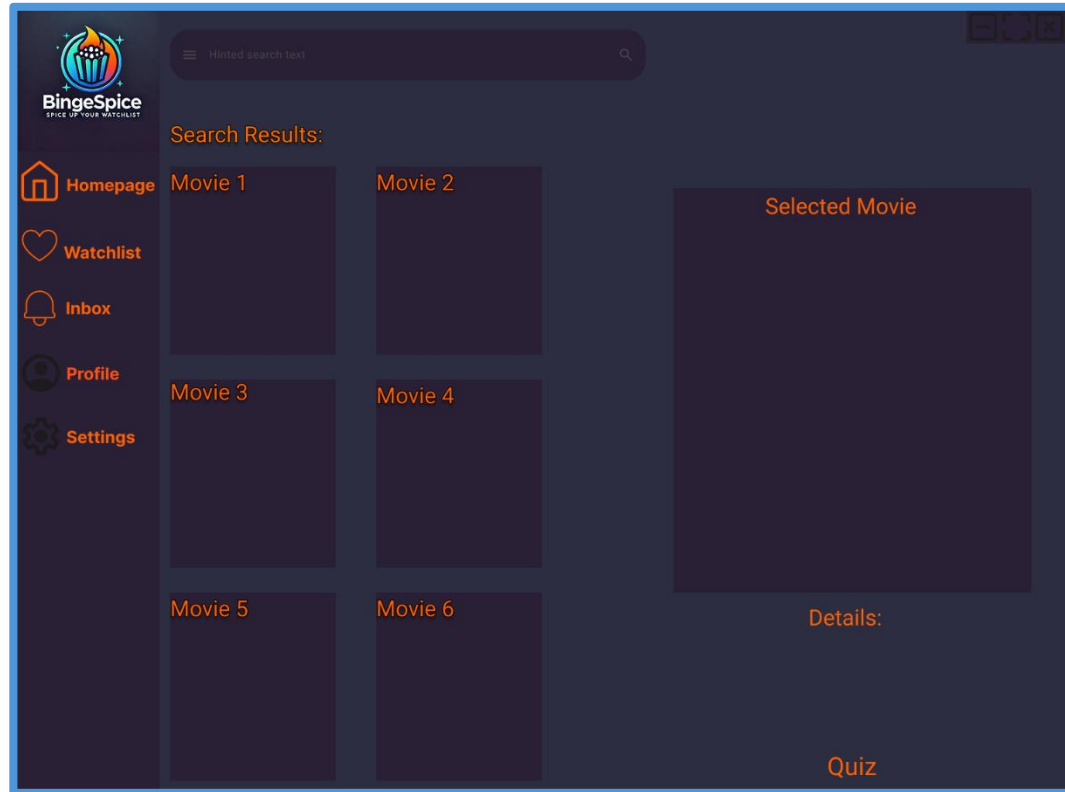 BingeSpice
SPICE UP YOUR WATCHLIST
Hinted search text
Search Results:
Homepage
Watchlist
Inbox
Profile
Settings
Movie 1
Movie 2
Movie 3
Movie 4
Movie 5
Movie 6
Selected Movie
Details:
Quiz